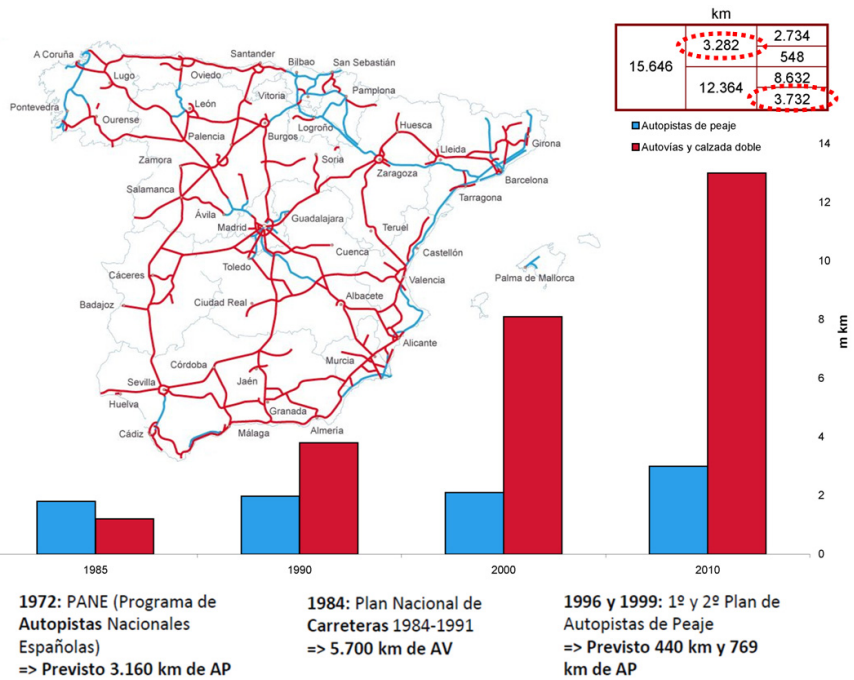 km
15.646
3.282
2.734
548
12.364
8.632
3.732
Autopistas de peaje
Autovías y calzada doble
A Coruña
Lugo
Oviedo
Santander
Bilbao
San Sebastián
Pamplona
Vitoria
Pontevedra
Ourense
León
Palencia
Burgos
Logroño
Huesca
Girona
Lleida
Zaragoza
Barcelona
Tarragona
Zamora
Soria
Salamanca
Ávila
Madrid
Guadalajara
Teruel
Toledo
Cuenca
Castellón
Valencia
Palma de Mallorca
Cáceres
Badajoz
Ciudad Real
Albacete
Alicante
Murcia
Córdoba
Jaén
Sevilla
Huelva
Granada
Cádiz
Málaga
Almería
14
12
10
8
6
4
2
0
m km
1985
1990
2000
2010
1972: PANE (Programa de
Autopistas Nacionales
Españolas)
=> Previsto 3.160 km de AP
1984: Plan Nacional de
Carreteras 1984-1991
=> 5.700 km de AV
1996 y 1999: 1º y 2º Plan de
Autopistas de Peaje
=> Previsto 440 km y 769
km de AP